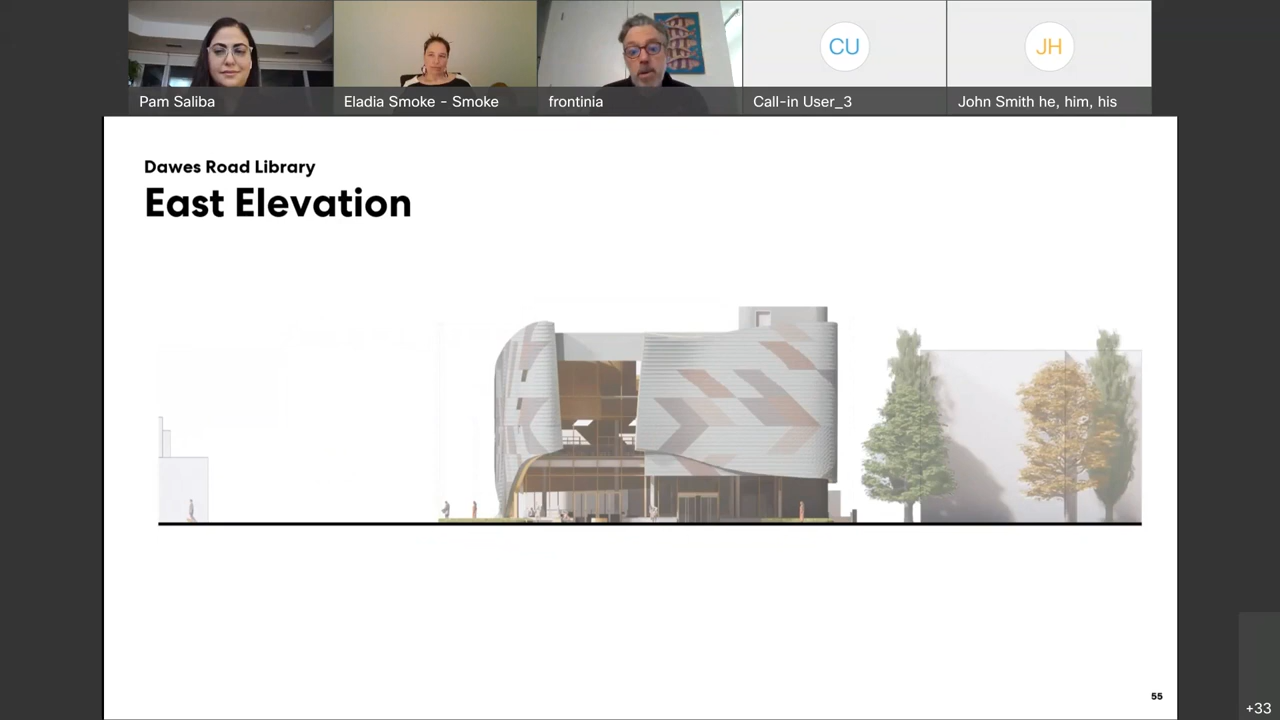 Pam Saliba
Eladia Smoke - Smoke
frontinia
CU
Call-in User_3
JH
John Smith he, him, his
Dawes Road Library
East Elevation
55
+33